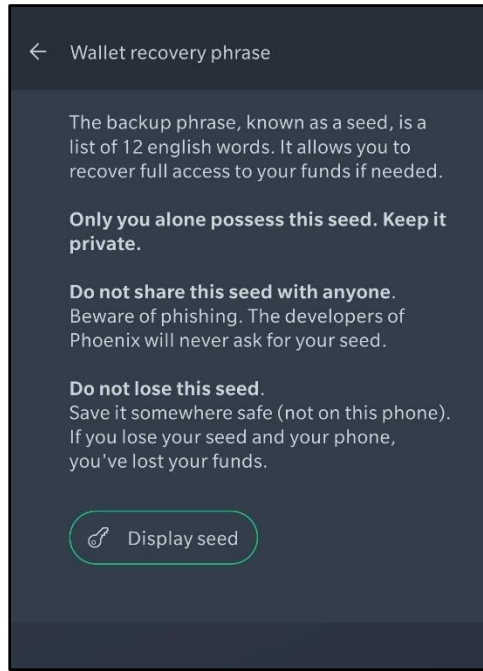 Wallet recovery phrase
The backup phrase, known as a seed, is a
list of 12 english words. It allows you to
recover full access to your funds if needed.
Only you alone possess this seed. Keep it
private.
Do not share this seed with anyone.
Beware of phishing. The developers of
Phoenix will never ask for your seed.
Do not lose this seed.
Save it somewhere safe (not on this phone).
If you lose your seed and your phone,
you've lost your funds.
Display seed